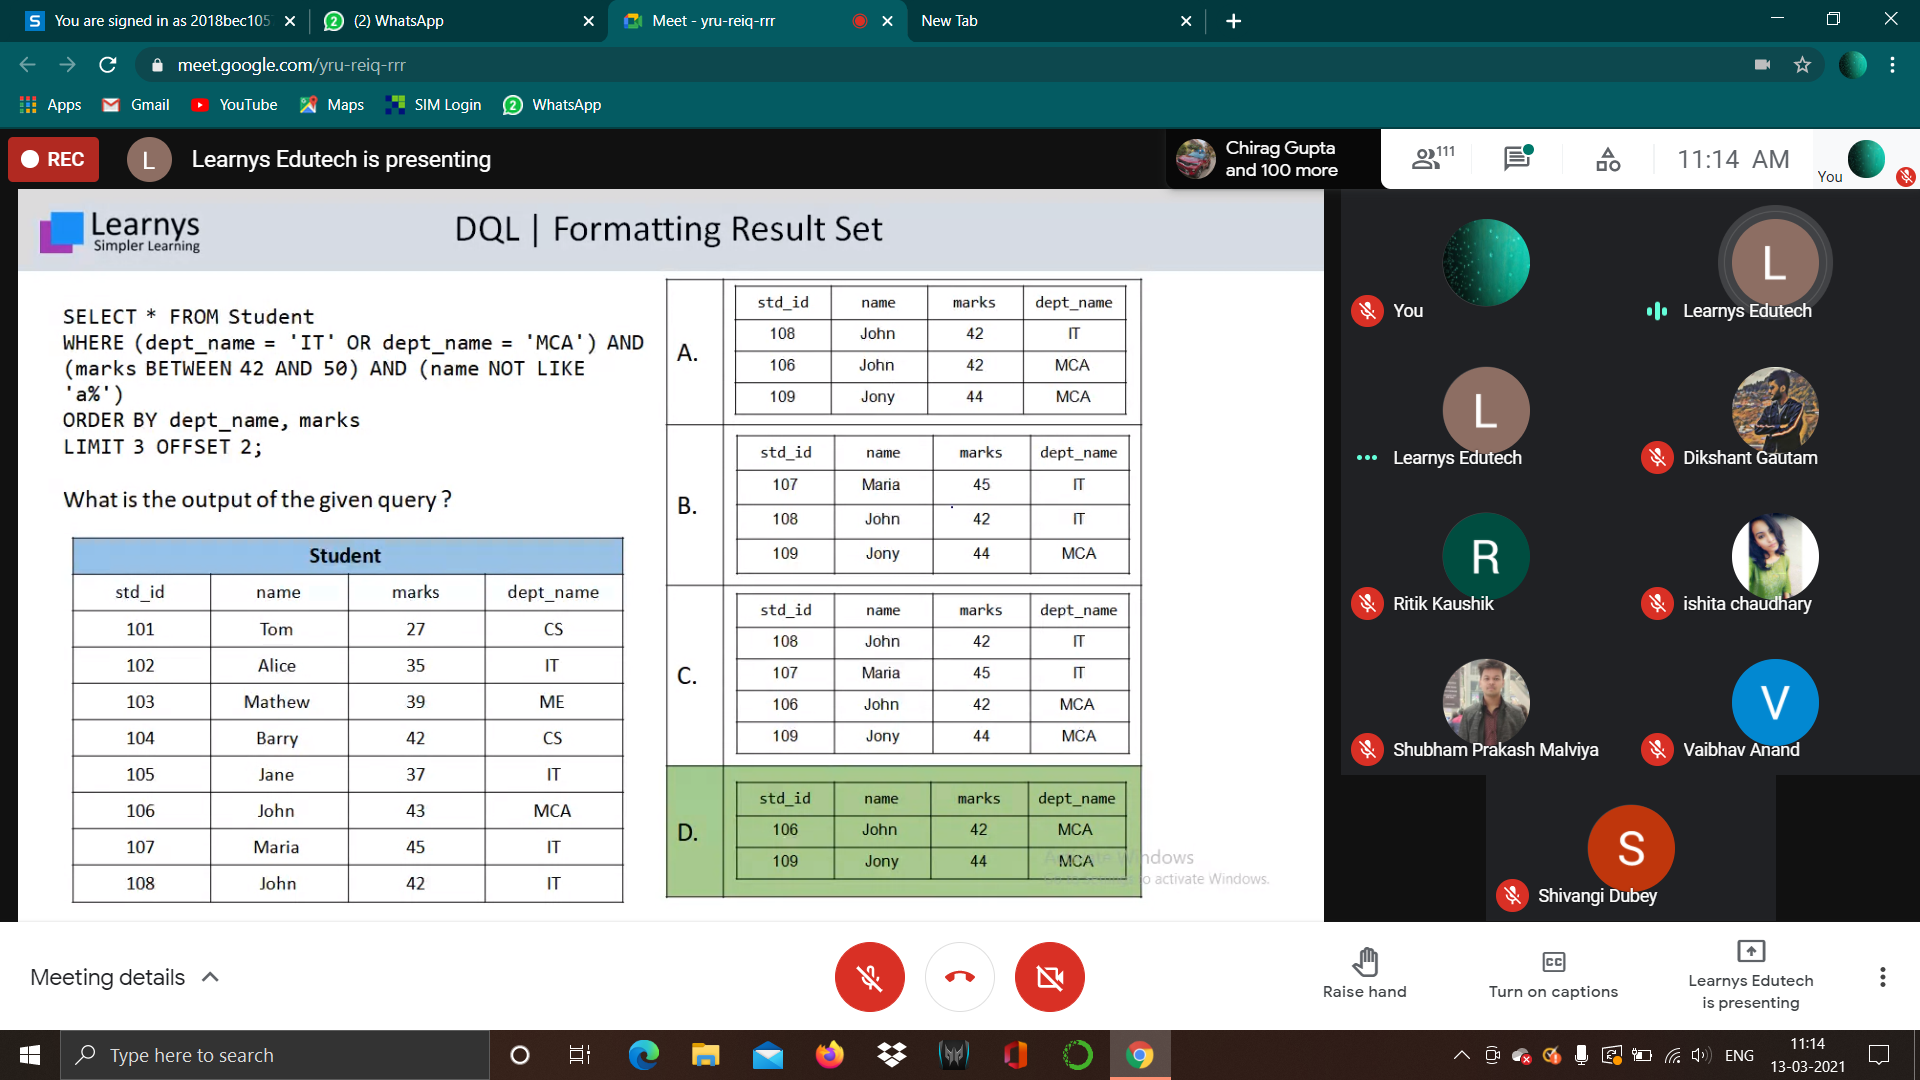 You are signed in as 2018bec105
(2) WhatsApp
Meet - yru-reiq-rrr
New Tab
meet.google.com/yru-reiq-rrr
Apps
Gmail
YouTube
Maps
SIM Login
WhatsApp
REC
L
Learnys Edutech is presenting
Chirag Gupta
and 100 more
111
11:14 AM
You
Learnys
Simpler Learning
DQL | Formatting Result Set
SELECT * FROM Student
WHERE (dept_name = 'IT' OR dept_name = 'MCA') AND
(marks BETWEEN 42 AND 50) AND (name NOT LIKE
'a%')
ORDER BY dept_name, marks
LIMIT 3 OFFSET 2;
What is the output of the given query ?
Student
std_id name marks dept_name
101 Tom 27 CS
102 Alice 35 IT
103 Mathew 39 ME
104 Barry 42 CS
105 Jane 37 IT
106 John 43 MCA
107 Maria 45 IT
108 John 42 IT
A.
std_id name marks dept_name
108 John 42 IT
106 John 42 MCA
109 Jony 44 MCA
B.
std_id name marks dept_name
107 Maria 45 IT
108 John 42 IT
109 Jony 44 MCA
C.
std_id name marks dept_name
108 John 42 IT
107 Maria 45 IT
106 John 42 MCA
109 Jony 44 MCA
D.
std_id name marks dept_name
106 John 42 MCA
109 Jony 44 MCA
Activate Windows
Go to Settings to activate Windows.
You
L
Learnys Edutech
L
Learnys Edutech
Dikshant Gautam
R
Ritik Kaushik
ishita chaudhary
Shubham Prakash Malviya
V
Vaibhav Anand
S
Shivangi Dubey
Meeting details
Raise hand
CC
Turn on captions
Learnys Edutech
is presenting
Type here to search
ENG
11:14
13-03-2021